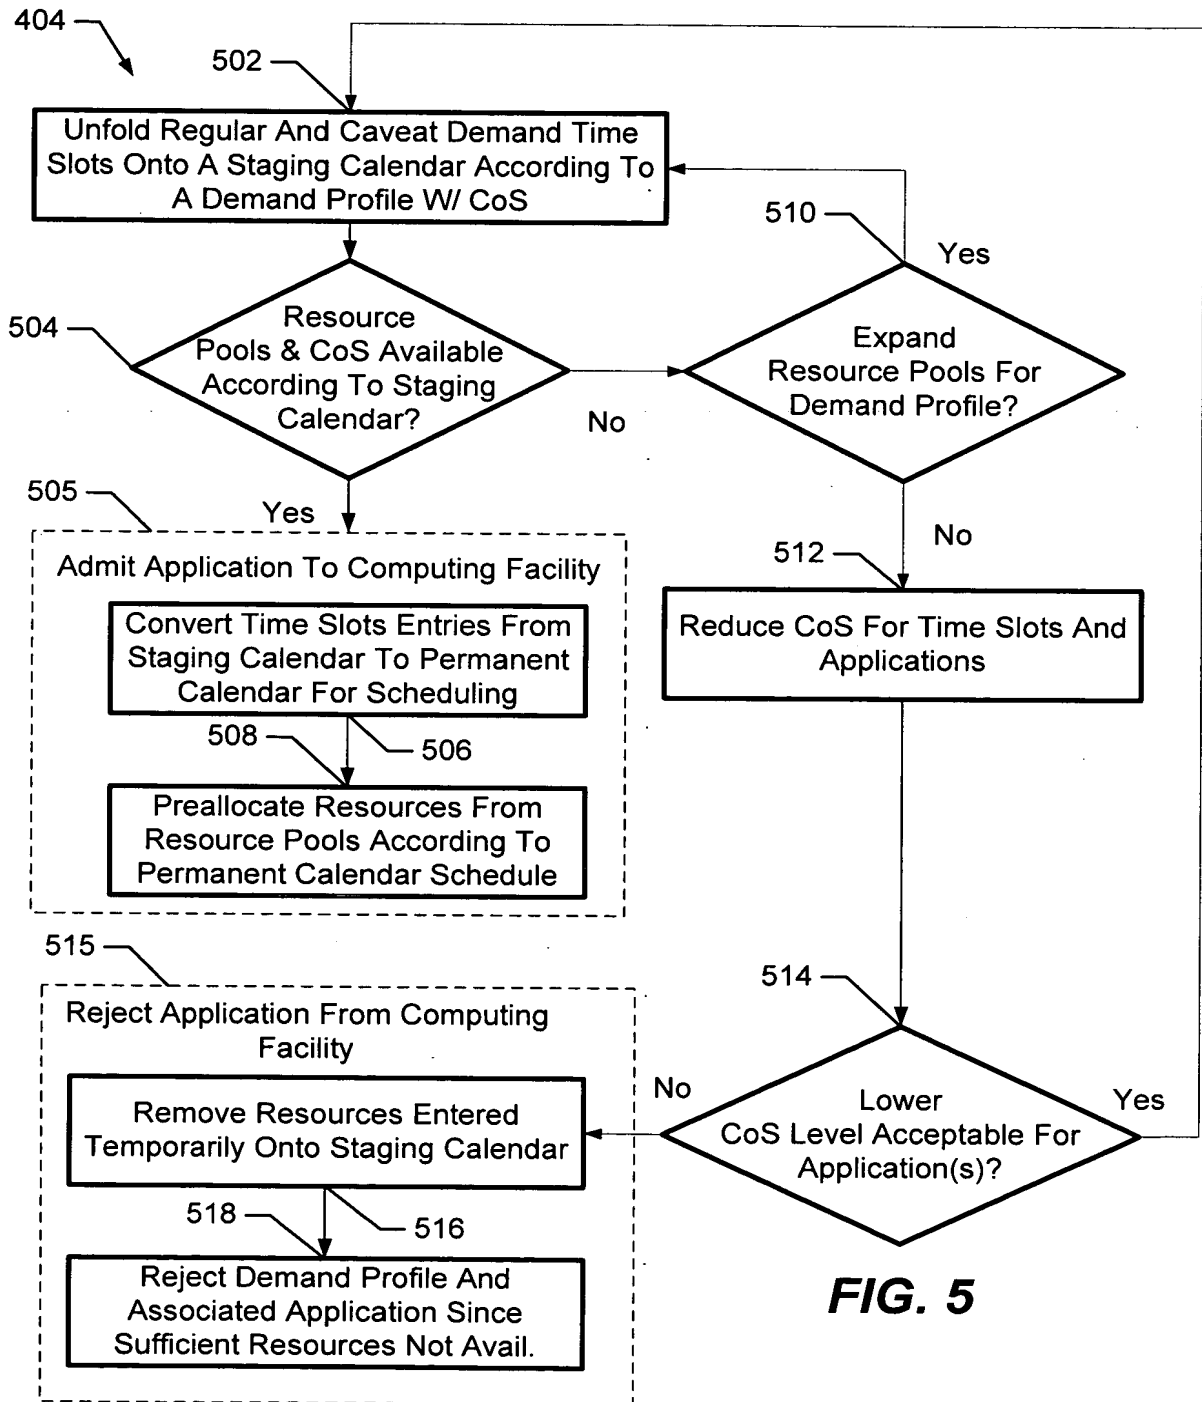 404
502
Unfold Regular And Caveat Demand Time
Slots Onto A Staging Calendar According To
A Demand Profile W/ CoS
510
Yes
504
Resource
Pools & CoS Available
According To Staging
Calendar?
No
Expand
Resource Pools For
Demand Profile?
505
Yes
No
512
Admit Application To Computing Facility
Convert Time Slots Entries From
Staging Calendar To Permanent
Calendar For Scheduling
Reduce CoS For Time Slots And
Applications
508
506
Preallocate Resources From
Resource Pools According To
Permanent Calendar Schedule
515
514
Reject Application From Computing
Facility
No
Lower
CoS Level Acceptable For
Application(s)?
Yes
Remove Resources Entered
Temporarily Onto Staging Calendar
518
516
Reject Demand Profile And
Associated Application Since
Sufficient Resources Not Avail.
FIG. 5